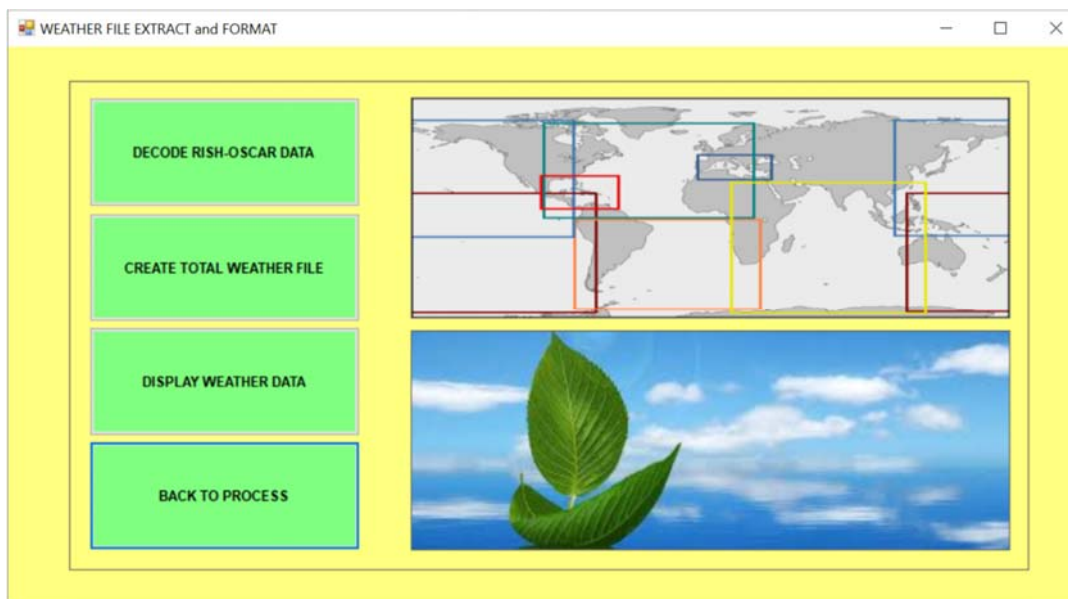 WEATHER FILE EXTRACT and FORMAT
DECODE RISH-OSCAR DATA
CREATE TOTAL WEATHER FILE
DISPLAY WEATHER DATA
BACK TO PROCESS